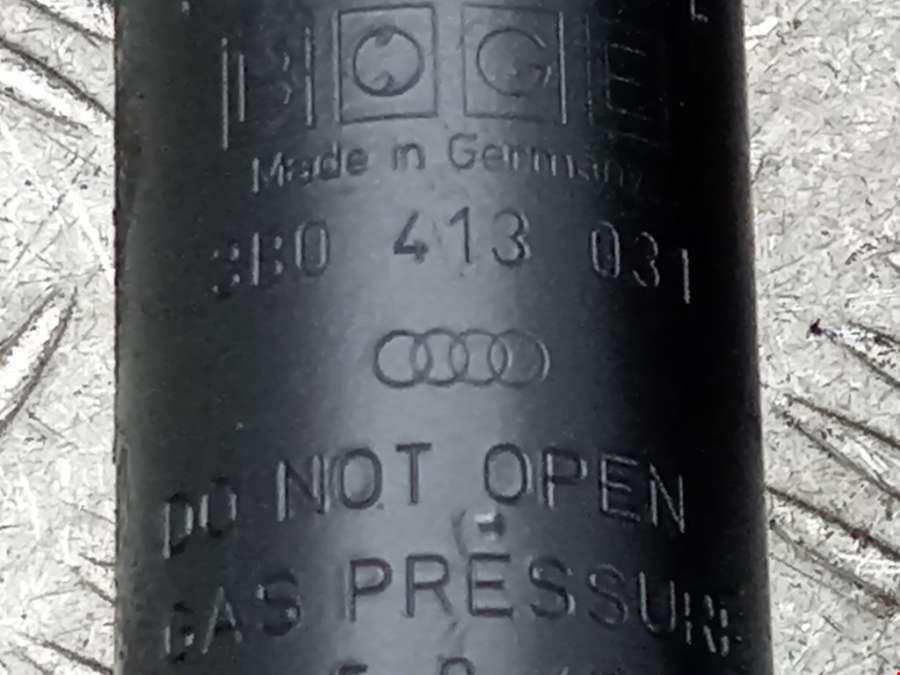 BOGE
Made in Germany
3B0 413 031
DO NOT OPEN
GAS PRESSURE